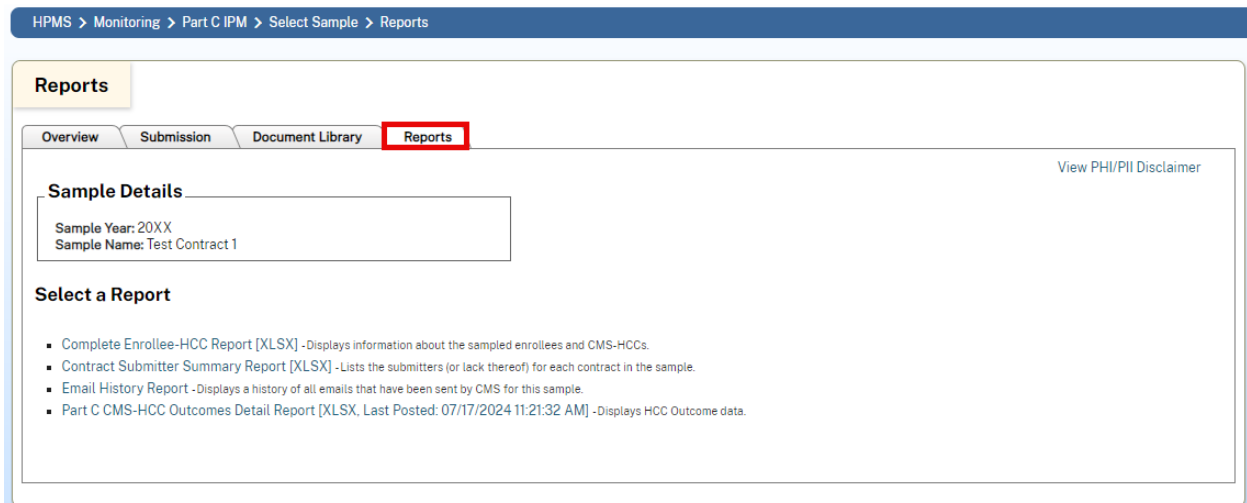 HPMS > Monitoring > Part C IPM > Select Sample > Reports
Reports
Overview Submission Document Library Reports
View PHI/PII Disclaimer
Sample Details
Sample Year: 20XX
Sample Name: Test Contract 1
Select a Report
▪ Complete Enrollee-HCC Report [XLSX] -Displays information about the sampled enrollees and CMS-HCCs.
▪ Contract Submitter Summary Report [XLSX] -Lists the submitters (or lack thereof) for each contract in the sample.
▪ Email History Report -Displays a history of all emails that have been sent by CMS for this sample.
▪ Part C CMS-HCC Outcomes Detail Report [XLSX, Last Posted: 07/17/2024 11:21:32 AM] -Displays HCC Outcome data.